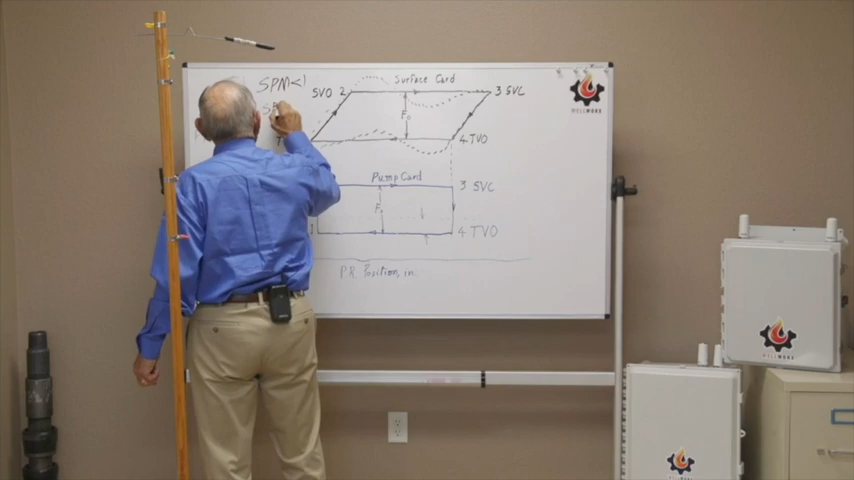 SPM<1
Surface Card
SVO 2
3 SVC
Fo
4 TVO
Pump Card
3 SVC
1
4 TVO
P.R. Position, in.
WELLWORX
WELLWORX
WELLWORX